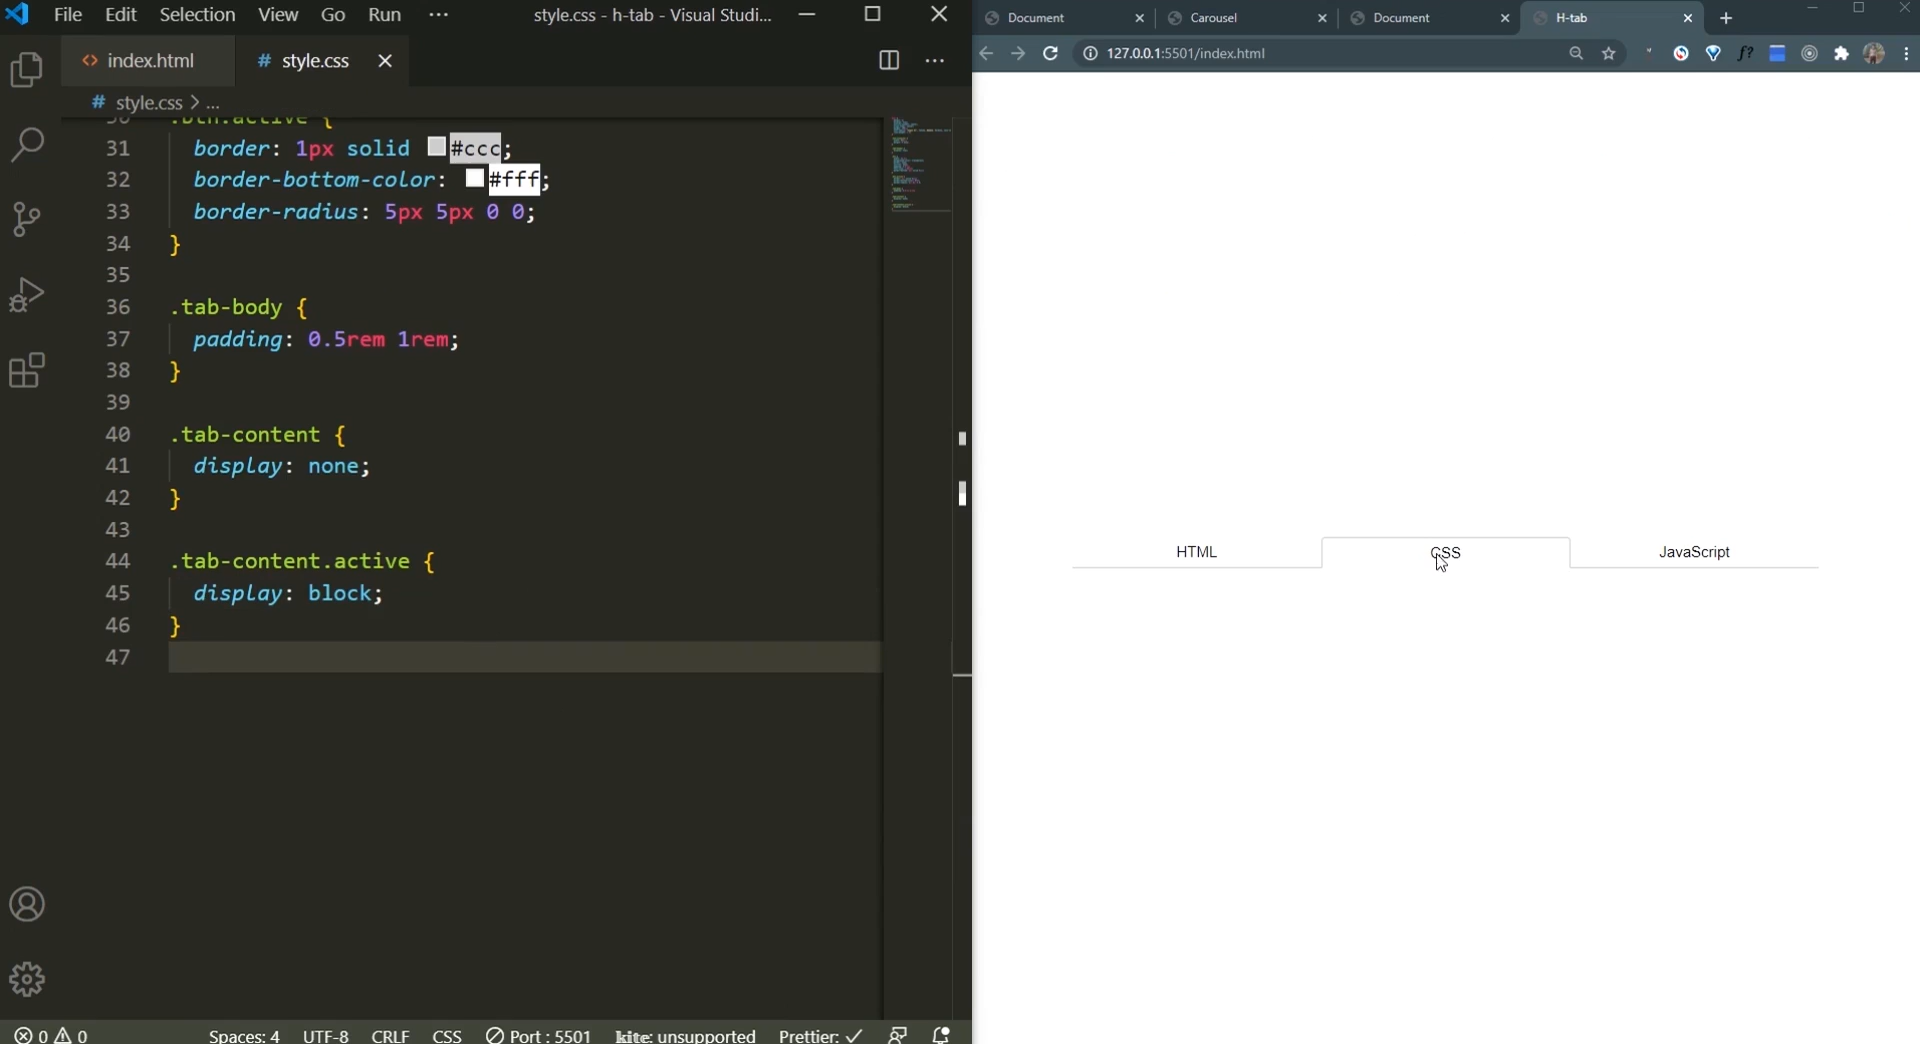 File Edit Selection View Go Run ··· style.css - h-tab - Visual Studi...
index.html
# style.css
# style.css > ...
30 .btn.active {
31 border: 1px solid #ccc;
32 border-bottom-color: #fff;
33 border-radius: 5px 5px 0 0;
34 }
35
36 .tab-body {
37 padding: 0.5rem 1rem;
38 }
39
40 .tab-content {
41 display: none;
42 }
43
44 .tab-content.active {
45 display: block;
46 }
47
0 0 Spaces: 4 UTF-8 CRLF CSS Port : 5501 kite: unsupported Prettier: ✓
Document Carousel Document H-tab
127.0.0.1:5501/index.html
f?
HTML CSS JavaScript